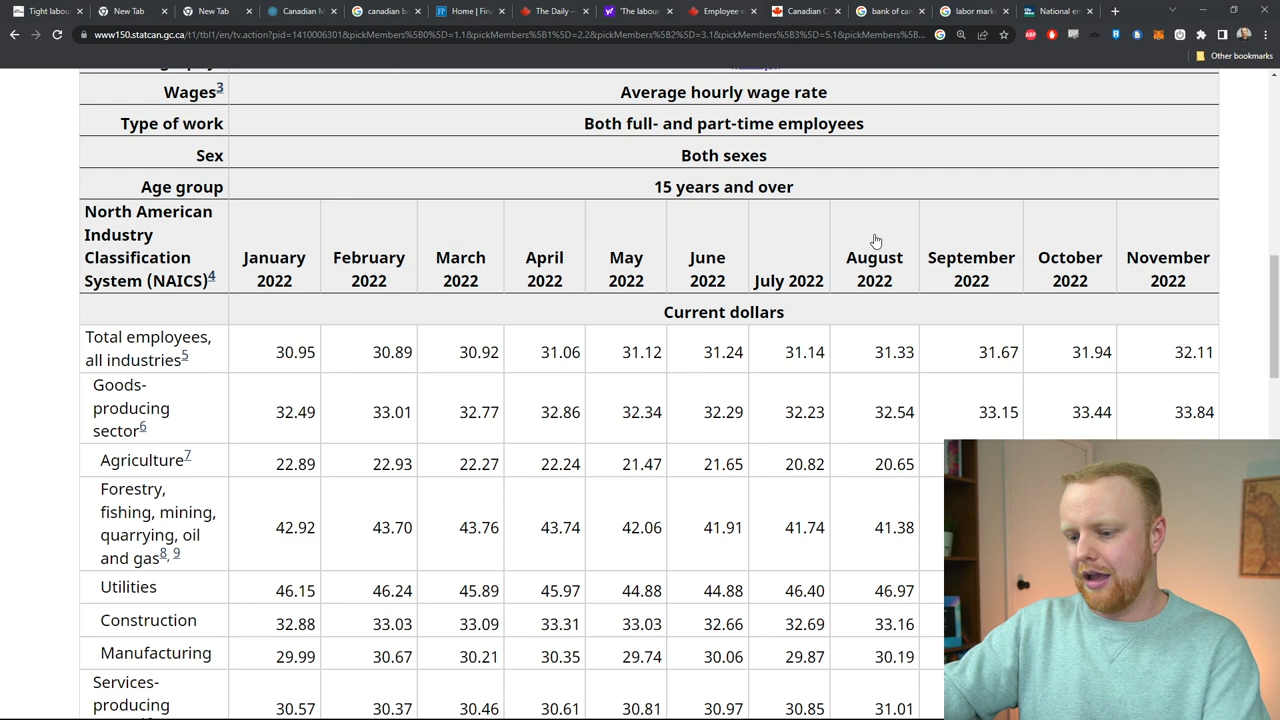 Tight labou
New Tab
New Tab
Canadian M
canadian b
Home | Fin
The Daily —
'The labou
Employee w
Canadian C
bank of can
labor mark
National em
www150.statcan.gc.ca/t1/tbl1/en/tv.action?pid=1410006301&pickMembers%5B0%5D=1.1&pickMembers%5B1%5D=2.2&pickMembers%5B2%5D=3.1&pickMembers%5B3%5D=5.1&pickMembers%5B...
Other bookmarks
Wages3 Average hourly wage rate
Type of work Both full- and part-time employees
Sex Both sexes
Age group 15 years and over
North American
Industry
Classification
System (NAICS)4
January 2022
February 2022
March 2022
April 2022
May 2022
June 2022
July 2022
August 2022
September 2022
October 2022
November 2022
Current dollars
Total employees,
all industries5
30.95 30.89 30.92 31.06 31.12 31.24 31.14 31.33 31.67 31.94 32.11
Goods-
producing
sector6
32.49 33.01 32.77 32.86 32.34 32.29 32.23 32.54 33.15 33.44 33.84
Agriculture7 22.89 22.93 22.27 22.24 21.47 21.65 20.82 20.65
Forestry,
fishing, mining,
quarrying, oil
and gas8, 9
42.92 43.70 43.76 43.74 42.06 41.91 41.74 41.38
Utilities 46.15 46.24 45.89 45.97 44.88 44.88 46.40 46.97
Construction 32.88 33.03 33.09 33.31 33.03 32.66 32.69 33.16
Manufacturing 29.99 30.67 30.21 30.35 29.74 30.06 29.87 30.19
Services-
producing
30.57 30.37 30.46 30.61 30.81 30.97 30.85 31.01